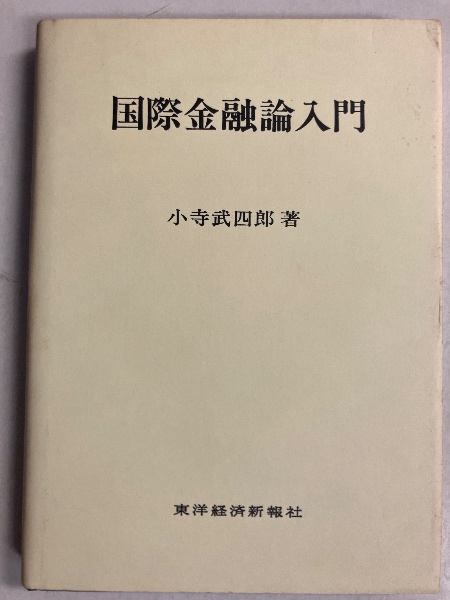 国際金融論入門
小寺武四郎 著
東洋経済新報社